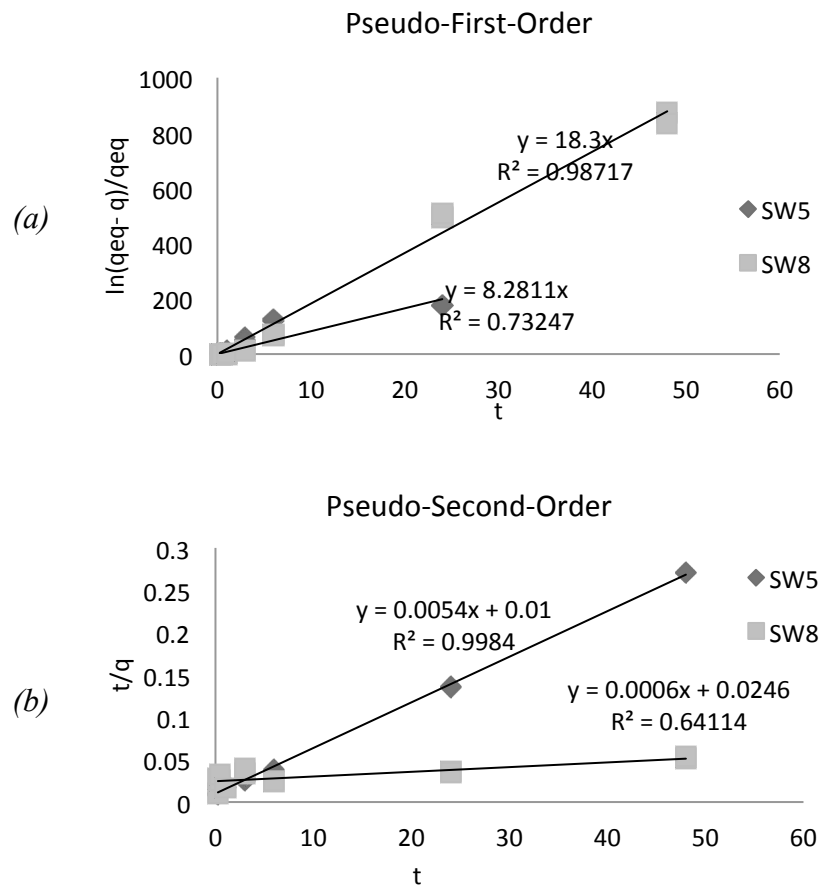 Pseudo-First-Order
(a)
ln(qeq- q)/qeq
1000
800
600
400
200
0
y = 18.3x
R² = 0.98717
y = 8.2811x
R² = 0.73247
SW5
SW8
0 10 20 30 40 50 60
t
Pseudo-Second-Order
(b)
t/q
0.3
0.25
0.2
0.15
0.1
0.05
0
y = 0.0054x + 0.01
R² = 0.9984
y = 0.0006x + 0.0246
R² = 0.64114
SW5
SW8
0 10 20 30 40 50 60
t